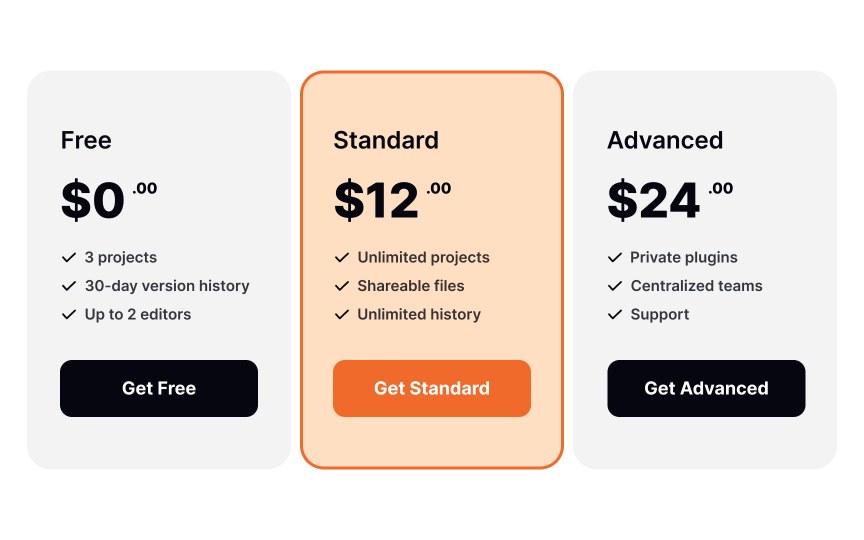 Free
$0 .00
3 projects
30-day version history
Up to 2 editors
Get Free
Standard
$12 .00
Unlimited projects
Shareable files
Unlimited history
Get Standard
Advanced
$24 .00
Private plugins
Centralized teams
Support
Get Advanced